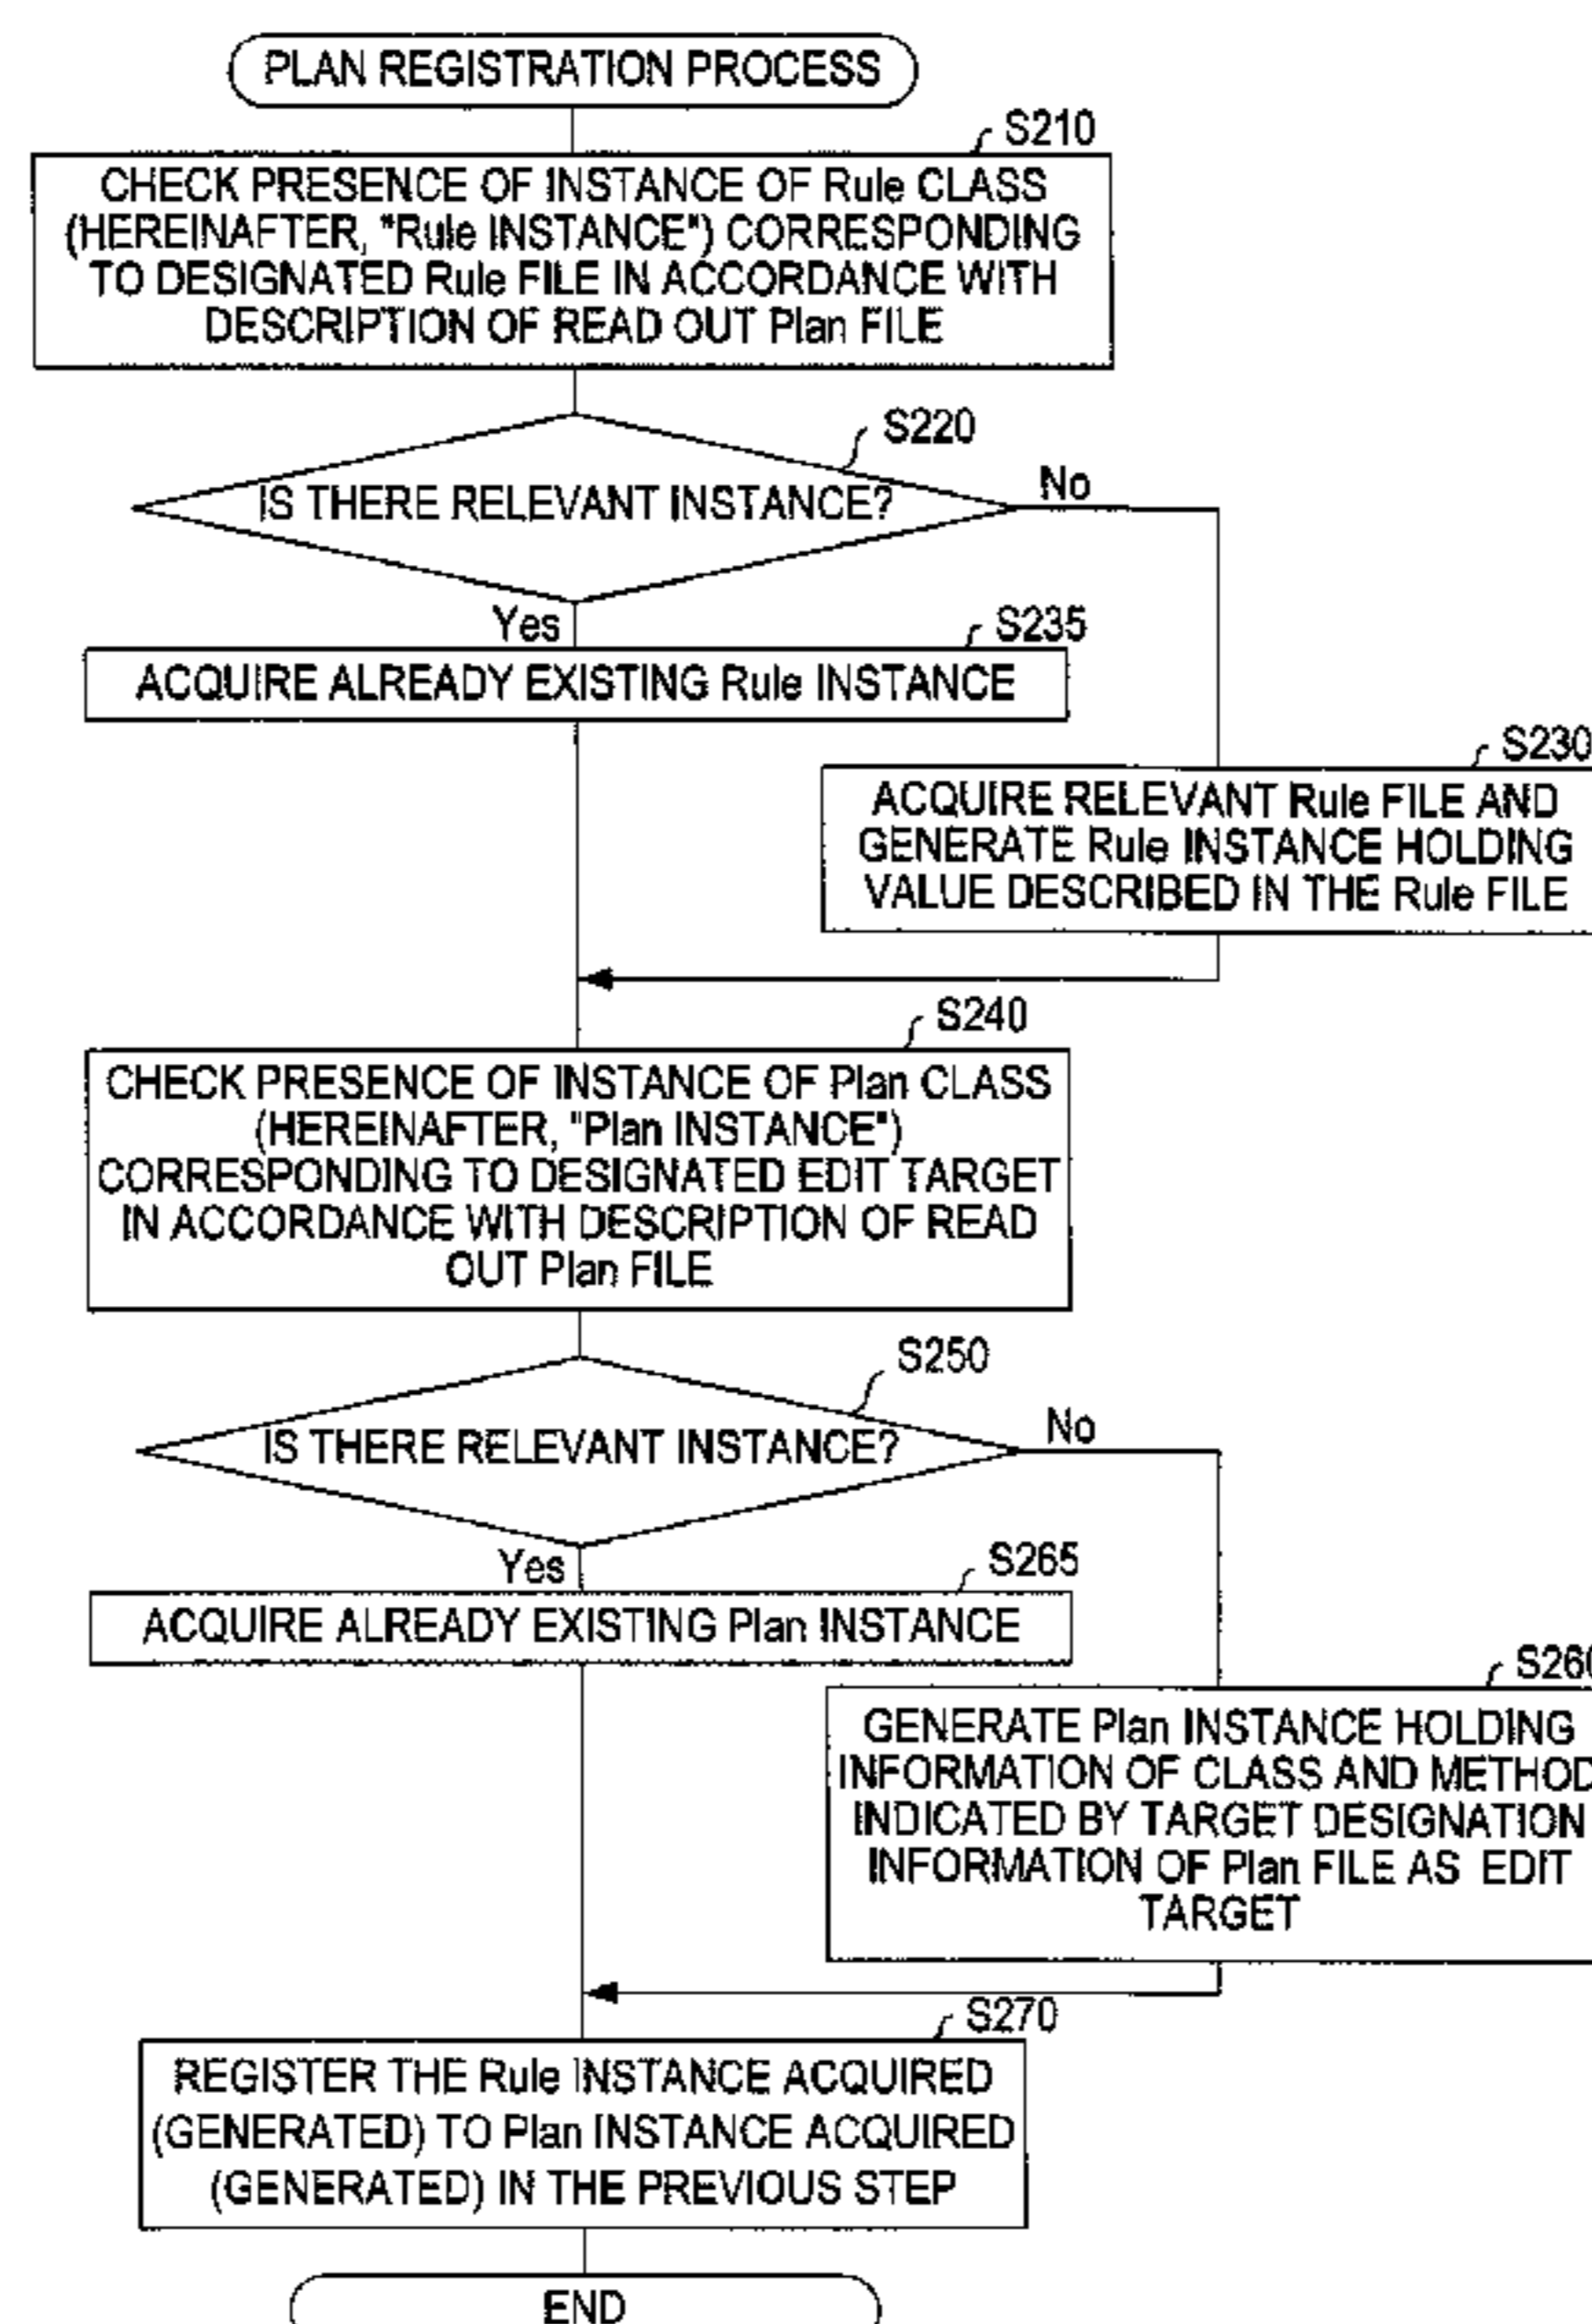 PLAN REGISTRATION PROCESS
S210
CHECK PRESENCE OF INSTANCE OF Rule CLASS
(HEREINAFTER, "Rule INSTANCE") CORRESPONDING
TO DESIGNATED Rule FILE IN ACCORDANCE WITH
DESCRIPTION OF READ OUT Plan FILE
S220
IS THERE RELEVANT INSTANCE?
No
Yes
S235
ACQUIRE ALREADY EXISTING Rule INSTANCE
S230
ACQUIRE RELEVANT Rule FILE AND
GENERATE Rule INSTANCE HOLDING
VALUE DESCRIBED IN THE Rule FILE
S240
CHECK PRESENCE OF INSTANCE OF Plan CLASS
(HEREINAFTER, "Plan INSTANCE")
CORRESPONDING TO DESIGNATED EDIT TARGET
IN ACCORDANCE WITH DESCRIPTION OF READ
OUT Plan FILE
S250
IS THERE RELEVANT INSTANCE?
No
Yes
S265
ACQUIRE ALREADY EXISTING Plan INSTANCE
S260
GENERATE Plan INSTANCE HOLDING
INFORMATION OF CLASS AND METHOD
INDICATED BY TARGET DESIGNATION
INFORMATION OF Plan FILE AS EDIT
TARGET
S270
REGISTER THE Rule INSTANCE ACQUIRED
(GENERATED) TO Plan INSTANCE ACQUIRED
(GENERATED) IN THE PREVIOUS STEP
END